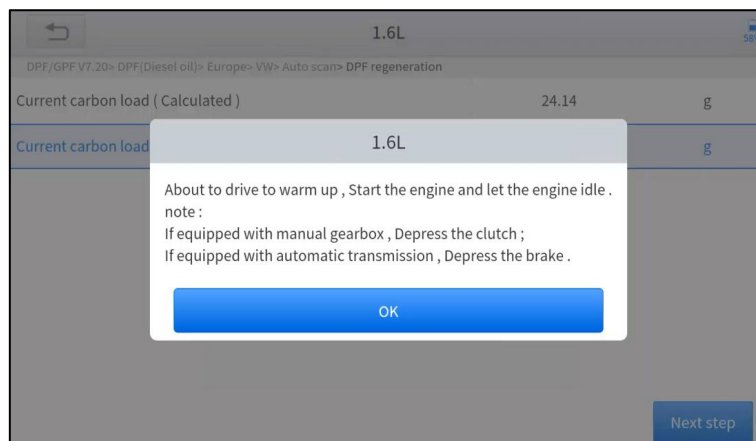 1.6L
DPF/GPF V7.20> DPF(Diesel oil)> Europe> VW> Auto scan> DPF regeneration
Current carbon load ( Calculated ) 24.14 g
Current carbon load g
1.6L
About to drive to warm up , Start the engine and let the engine idle .
note :
If equipped with manual gearbox , Depress the clutch ;
If equipped with automatic transmission , Depress the brake .
OK
Next step